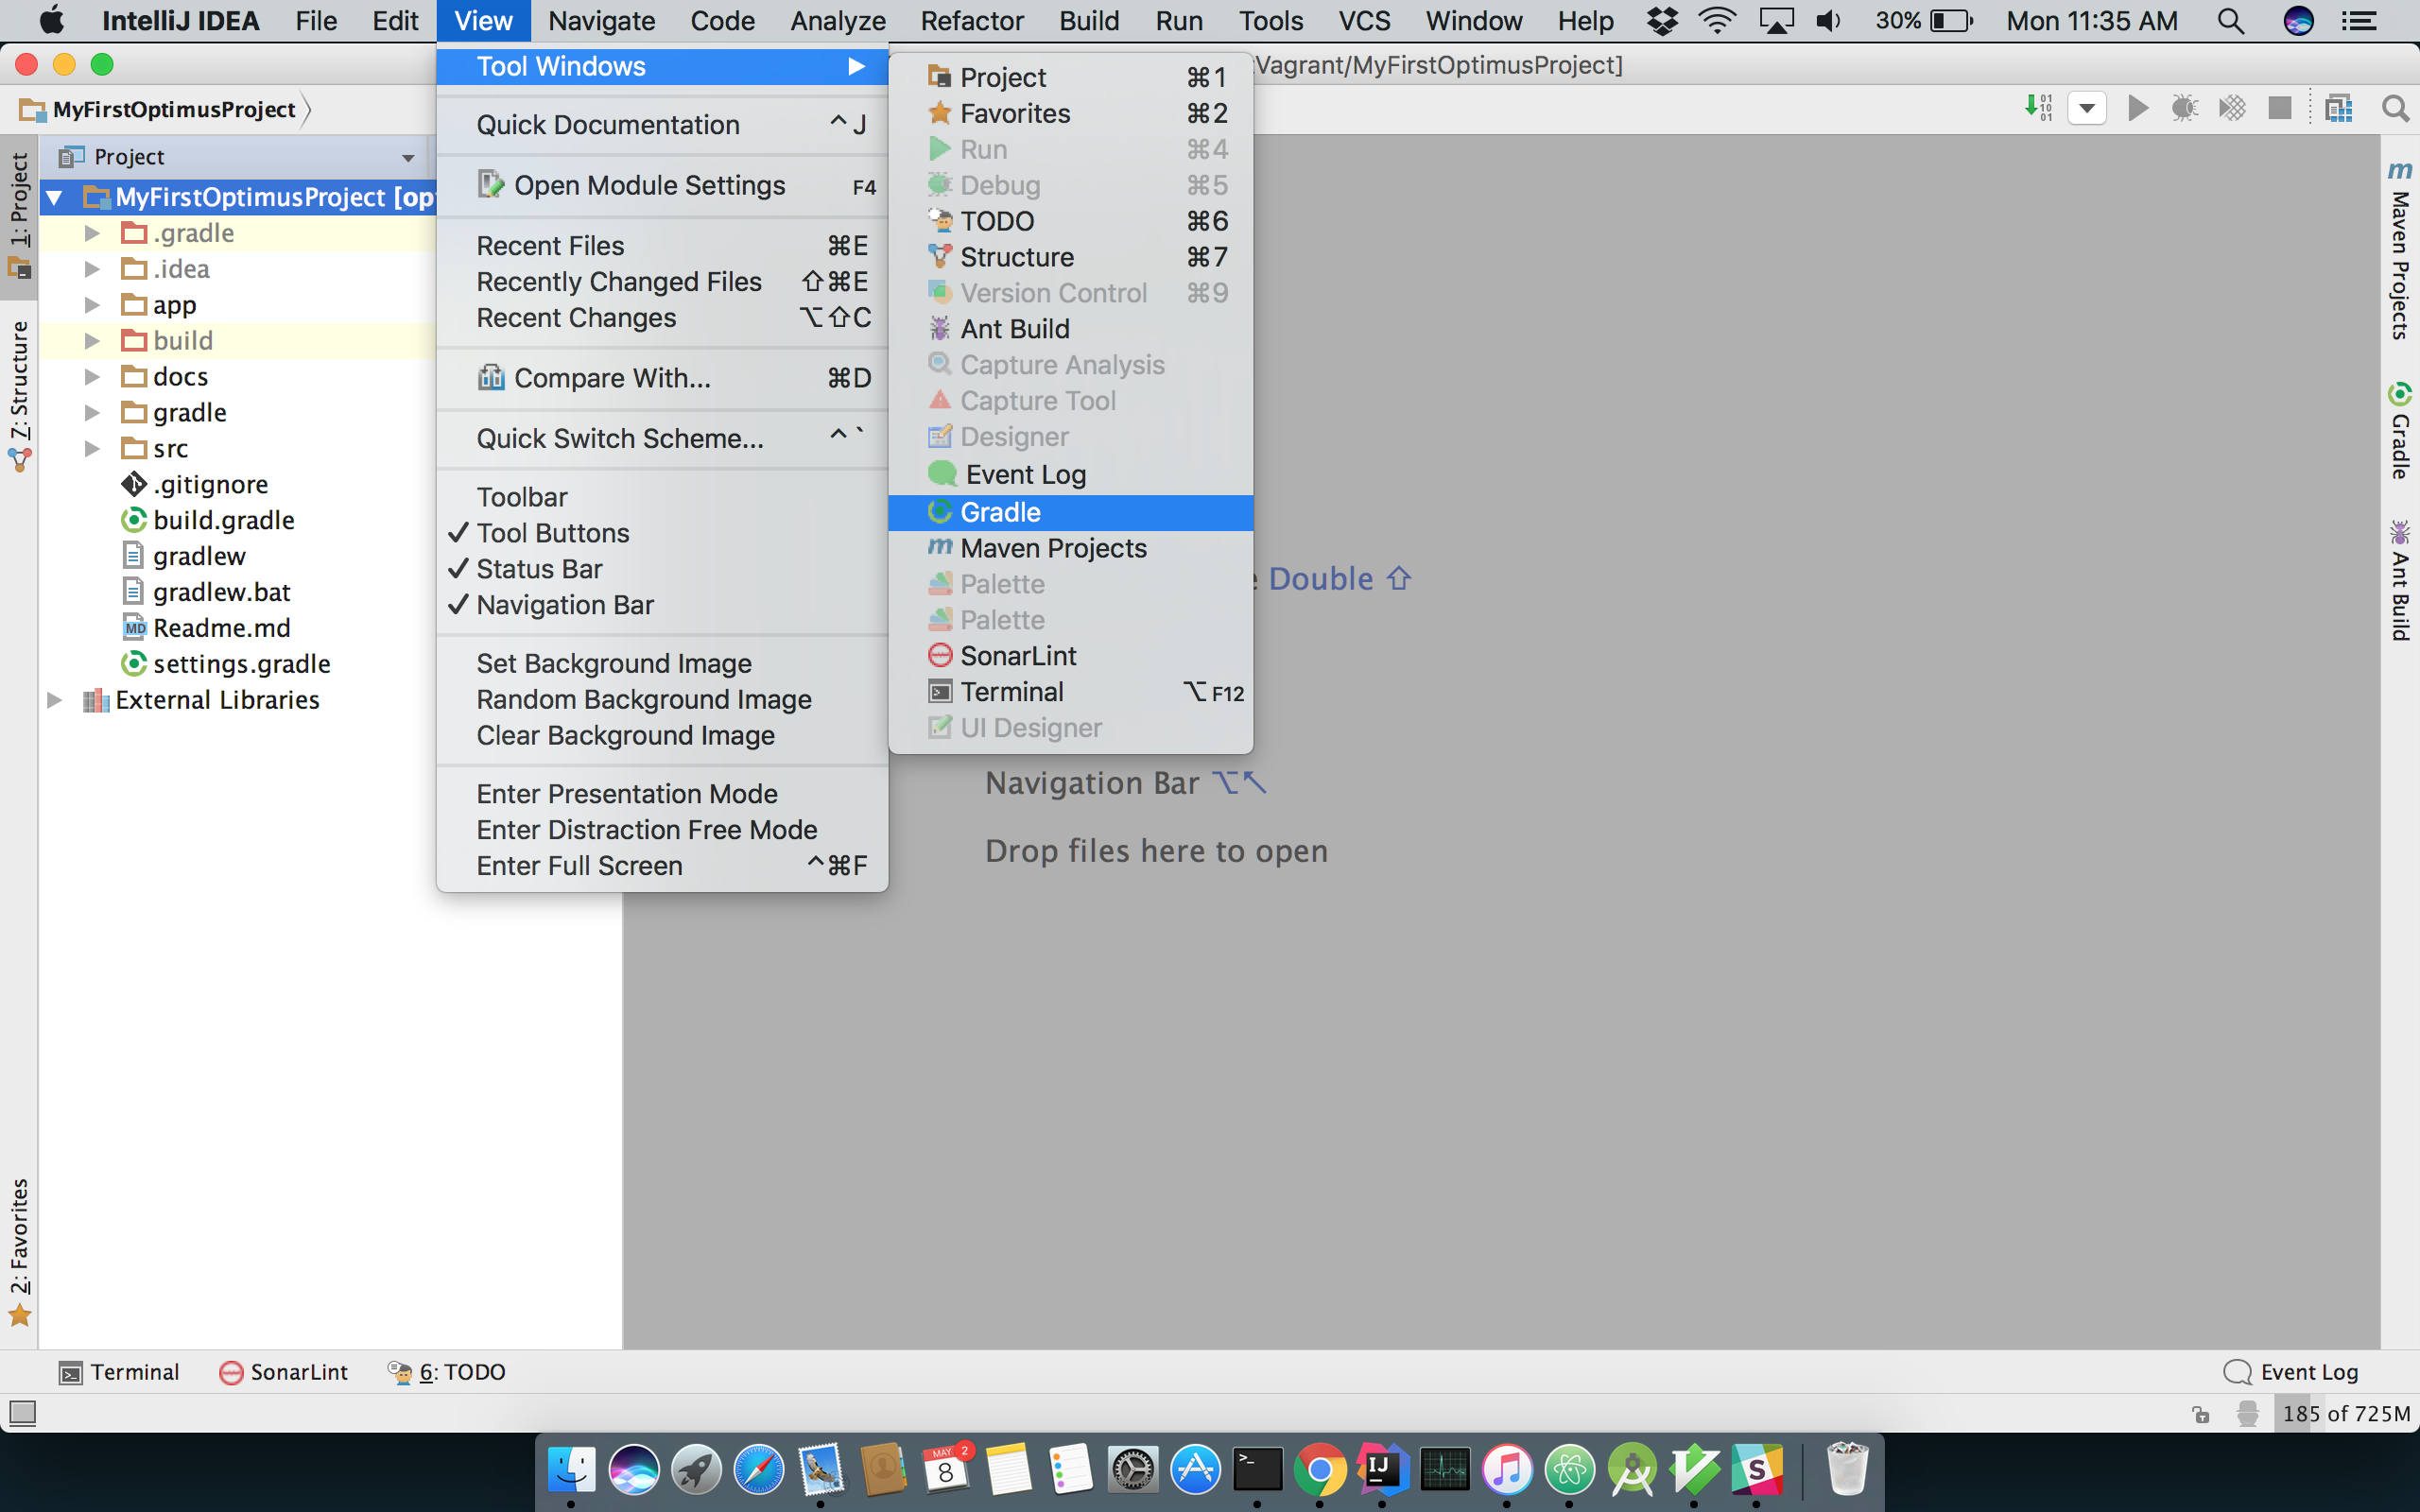 IntelliJ IDEA File Edit View Navigate Code Analyze Refactor Build Run Tools VCS Window Help 30% Mon 11:35 AM
Vagrant/MyFirstOptimusProject]
MyFirstOptimusProject
Project
MyFirstOptimusProject [op
.gradle
.idea
app
build
docs
gradle
src
.gitignore
build.gradle
gradlew
gradlew.bat
MD Readme.md
settings.gradle
External Libraries
1: Project
7: Structure
2: Favorites
Tool Windows
Quick Documentation ^ J
Open Module Settings F4
Recent Files ⌘E
Recently Changed Files ⇧⌘E
Recent Changes ⌥⇧C
Compare With... ⌘D
Quick Switch Scheme... ^ `
Toolbar
✓ Tool Buttons
✓ Status Bar
✓ Navigation Bar
Set Background Image
Random Background Image
Clear Background Image
Enter Presentation Mode
Enter Distraction Free Mode
Enter Full Screen ^⌘F
Project ⌘1
Favorites ⌘2
Run ⌘4
Debug ⌘5
TODO ⌘6
Structure ⌘7
Version Control ⌘9
Ant Build
Capture Analysis
Capture Tool
Designer
Event Log
Gradle
m Maven Projects
Palette
Palette
SonarLint
Terminal ⌥F12
UI Designer
e Double ⇧
Navigation Bar ⌥↖
Drop files here to open
m Maven Projects
Gradle
Ant Build
Terminal SonarLint 6: TODO Event Log
185 of 725M
MAY 2
8
IJ
S